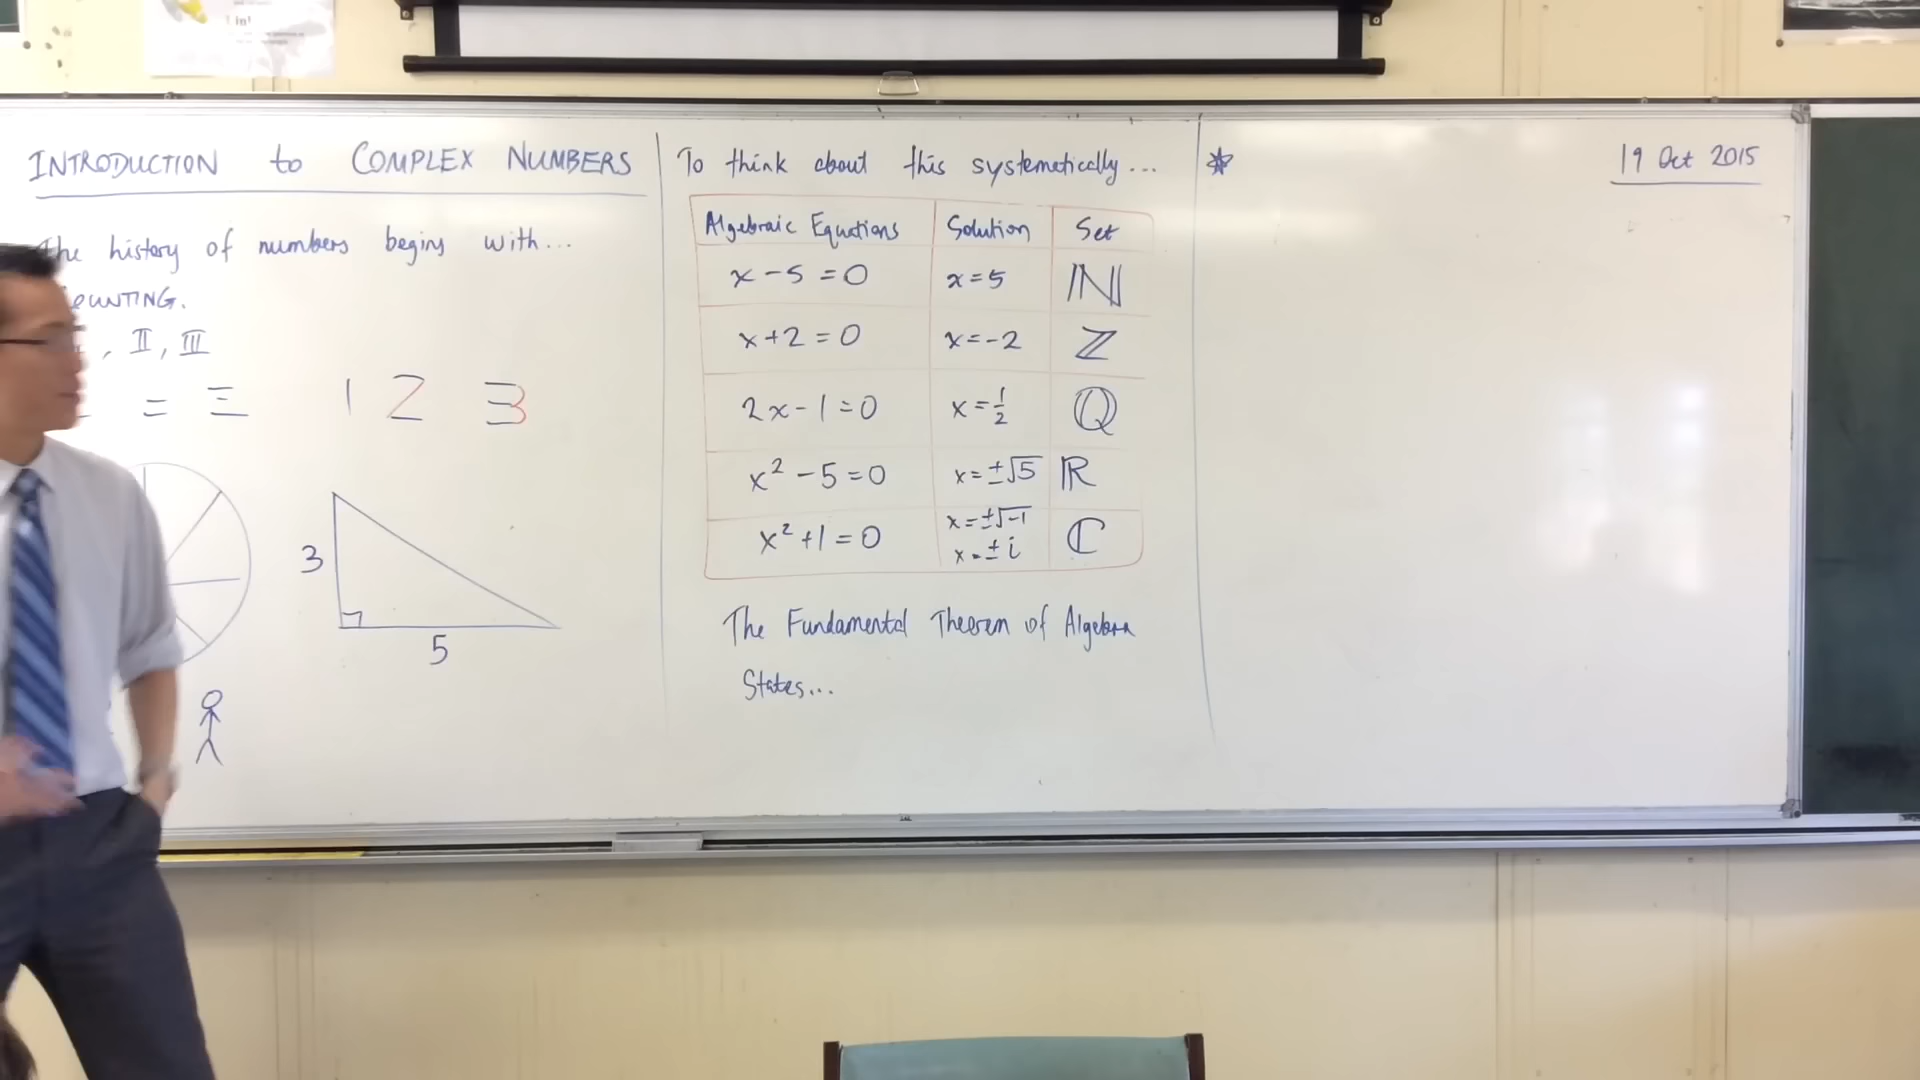 INTRODUCTION to COMPLEX NUMBERS
The history of numbers begins with...
OUNTING.
, II, III
1 2 3
3
5
To think about this systematically...
Algebraic Equations Solution Set
x - 5 = 0 x = 5 ℕ
x + 2 = 0 x = -2 ℤ
2x - 1 = 0 x = 1/2 ℚ
x² - 5 = 0 x = ±√5 ℝ
x² + 1 = 0 x = ±√-1 ℂ
x = ± i
The Fundamental Theorem of Algebra
States...
19 Oct 2015